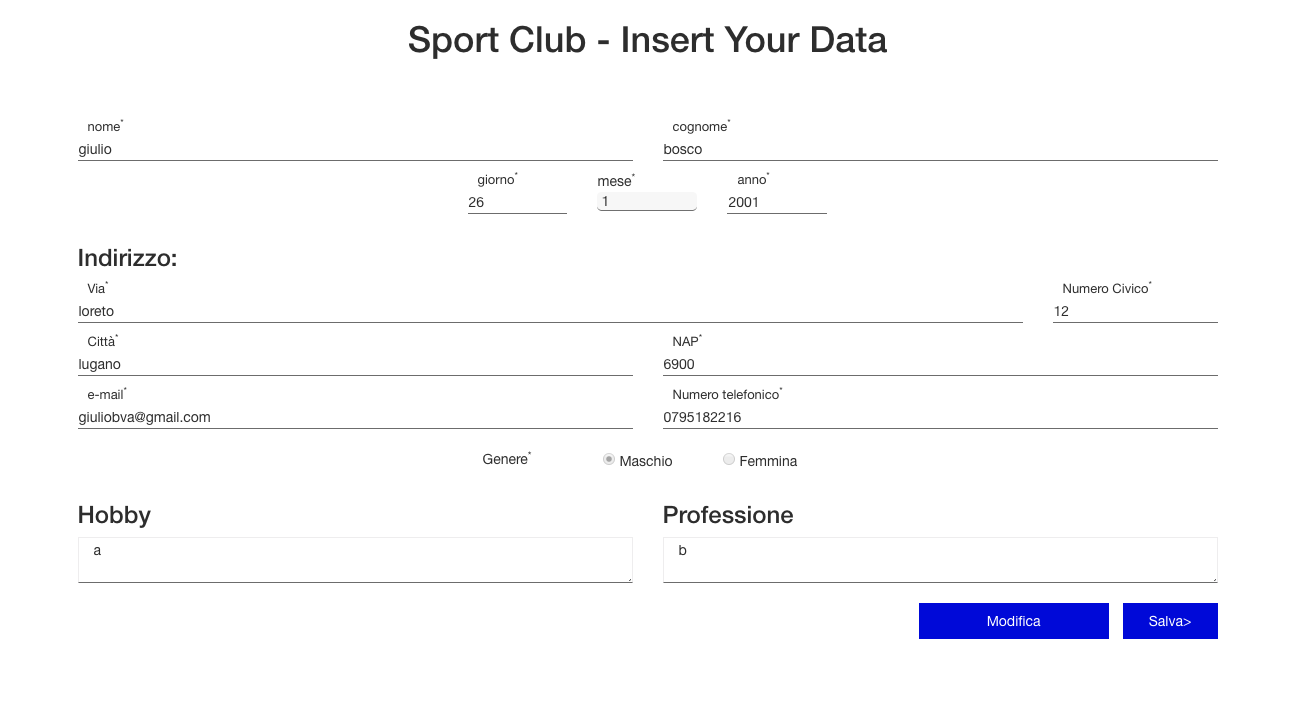 Sport Club - Insert Your Data
nome* cognome*
giulio bosco
giorno* mese* anno*
26 1 2001
Indirizzo:
Via* Numero Civico*
loreto 12
Città* NAP*
lugano 6900
e-mail* Numero telefonico*
giuliobva@gmail.com 0795182216
Genere* Maschio Femmina
Hobby Professione
a b
Modifica Salva>